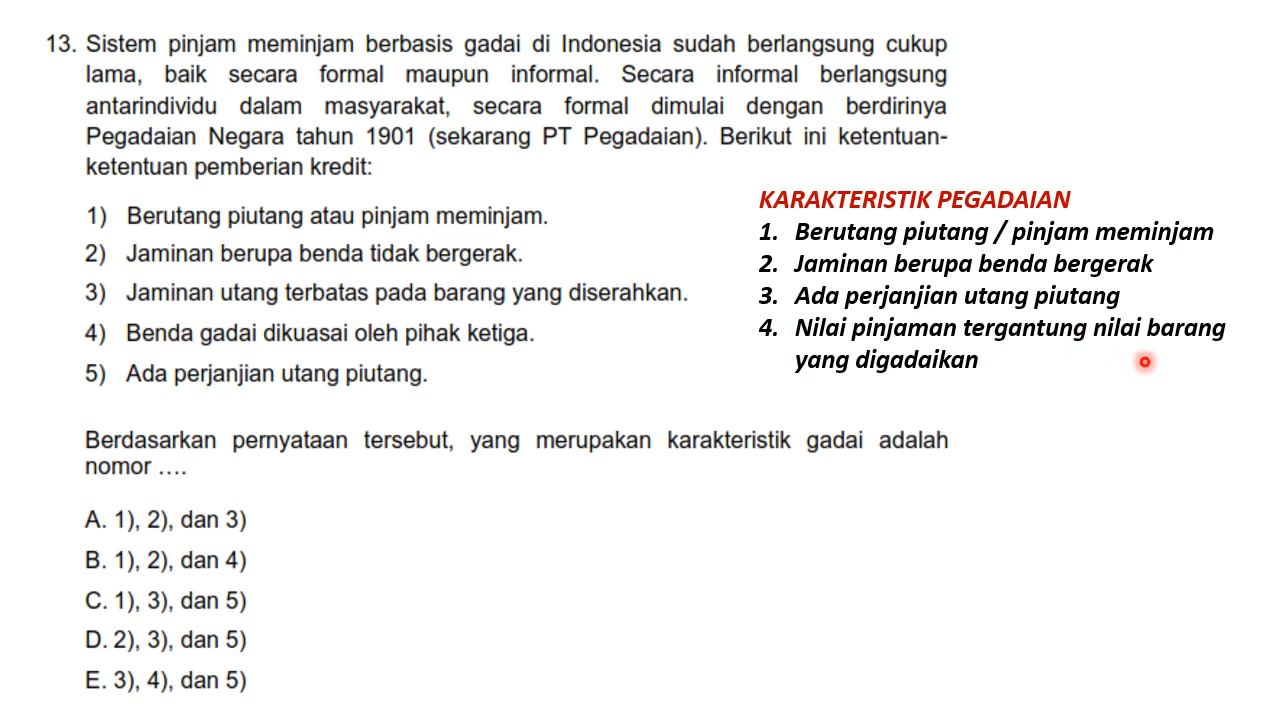 13. Sistem pinjam meminjam berbasis gadai di Indonesia sudah berlangsung cukup
lama, baik secara formal maupun informal. Secara informal berlangsung
antarindividu dalam masyarakat, secara formal dimulai dengan berdirinya
Pegadaian Negara tahun 1901 (sekarang PT Pegadaian). Berikut ini ketentuan-
ketentuan pemberian kredit:
1) Berutang piutang atau pinjam meminjam.
2) Jaminan berupa benda tidak bergerak.
3) Jaminan utang terbatas pada barang yang diserahkan.
4) Benda gadai dikuasai oleh pihak ketiga.
5) Ada perjanjian utang piutang.
KARAKTERISTIK PEGADAIAN
1. Berutang piutang / pinjam meminjam
2. Jaminan berupa benda bergerak
3. Ada perjanjian utang piutang
4. Nilai pinjaman tergantung nilai barang
yang digadaikan
Berdasarkan pernyataan tersebut, yang merupakan karakteristik gadai adalah
nomor ....
A. 1), 2), dan 3)
B. 1), 2), dan 4)
C. 1), 3), dan 5)
D. 2), 3), dan 5)
E. 3), 4), dan 5)